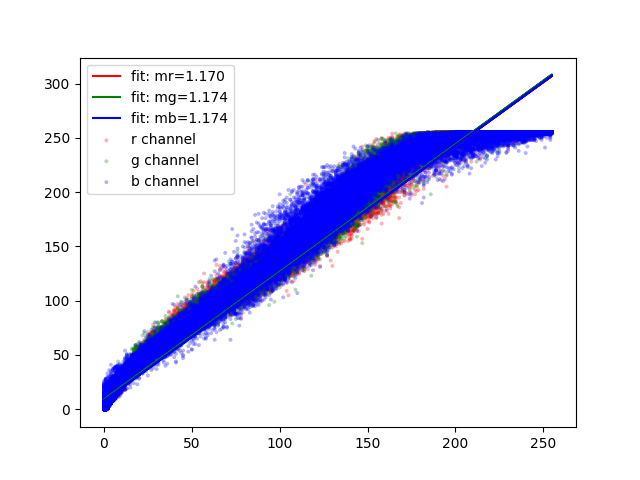 fit: mr=1.170
fit: mg=1.174
fit: mb=1.174
r channel
g channel
b channel
300
250
200
150
100
50
0
0 50 100 150 200 250